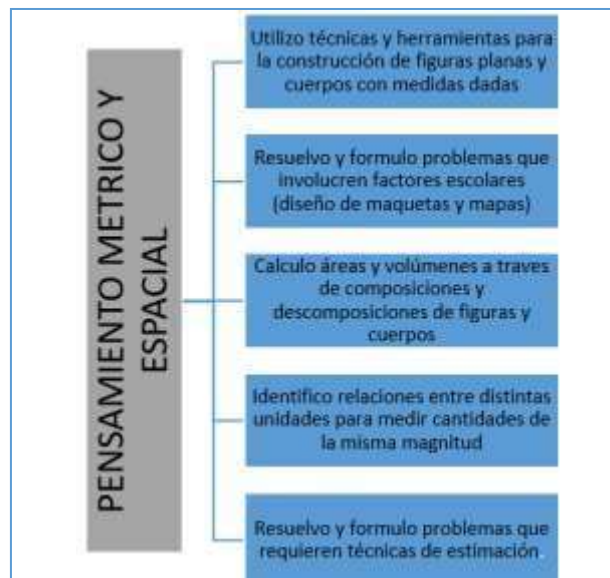 PENSAMIENTO METRICO Y
ESPACIAL
Utilizo técnicas y herramientas para
la construcción de figuras planas y
cuerpos con medidas dadas
Resuelvo y formulo problemas que
involucren factores escolares
(diseño de maquetas y mapas)
Calculo áreas y volúmenes a traves
de composiciones y
descomposiciones de figuras y
cuerpos
Identifico relaciones entre distintas
unidades para medir cantidades de
la misma magnitud
Resuelvo y formulo problemas que
requieren técnicas de estimación.